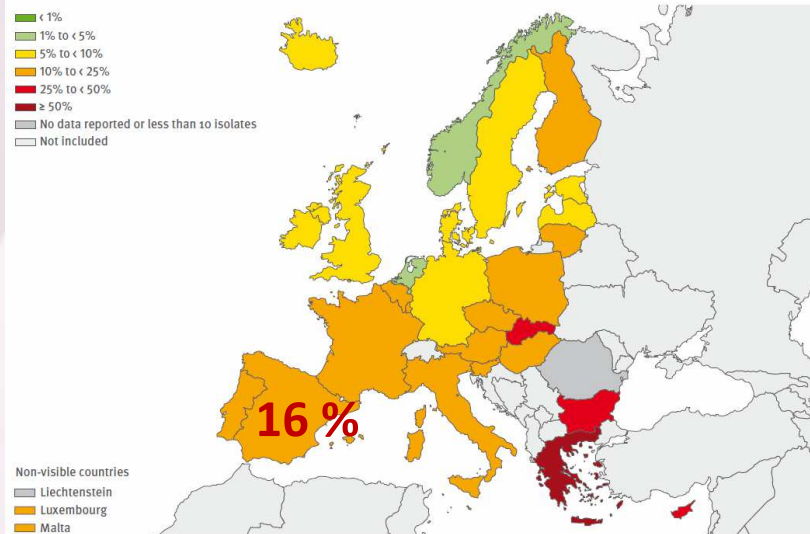 < 1%
1% to < 5%
5% to < 10%
10% to < 25%
25% to < 50%
≥ 50%
No data reported or less than 10 isolates
Not included
16 %
Non-visible countries
Liechtenstein
Luxembourg
Malta